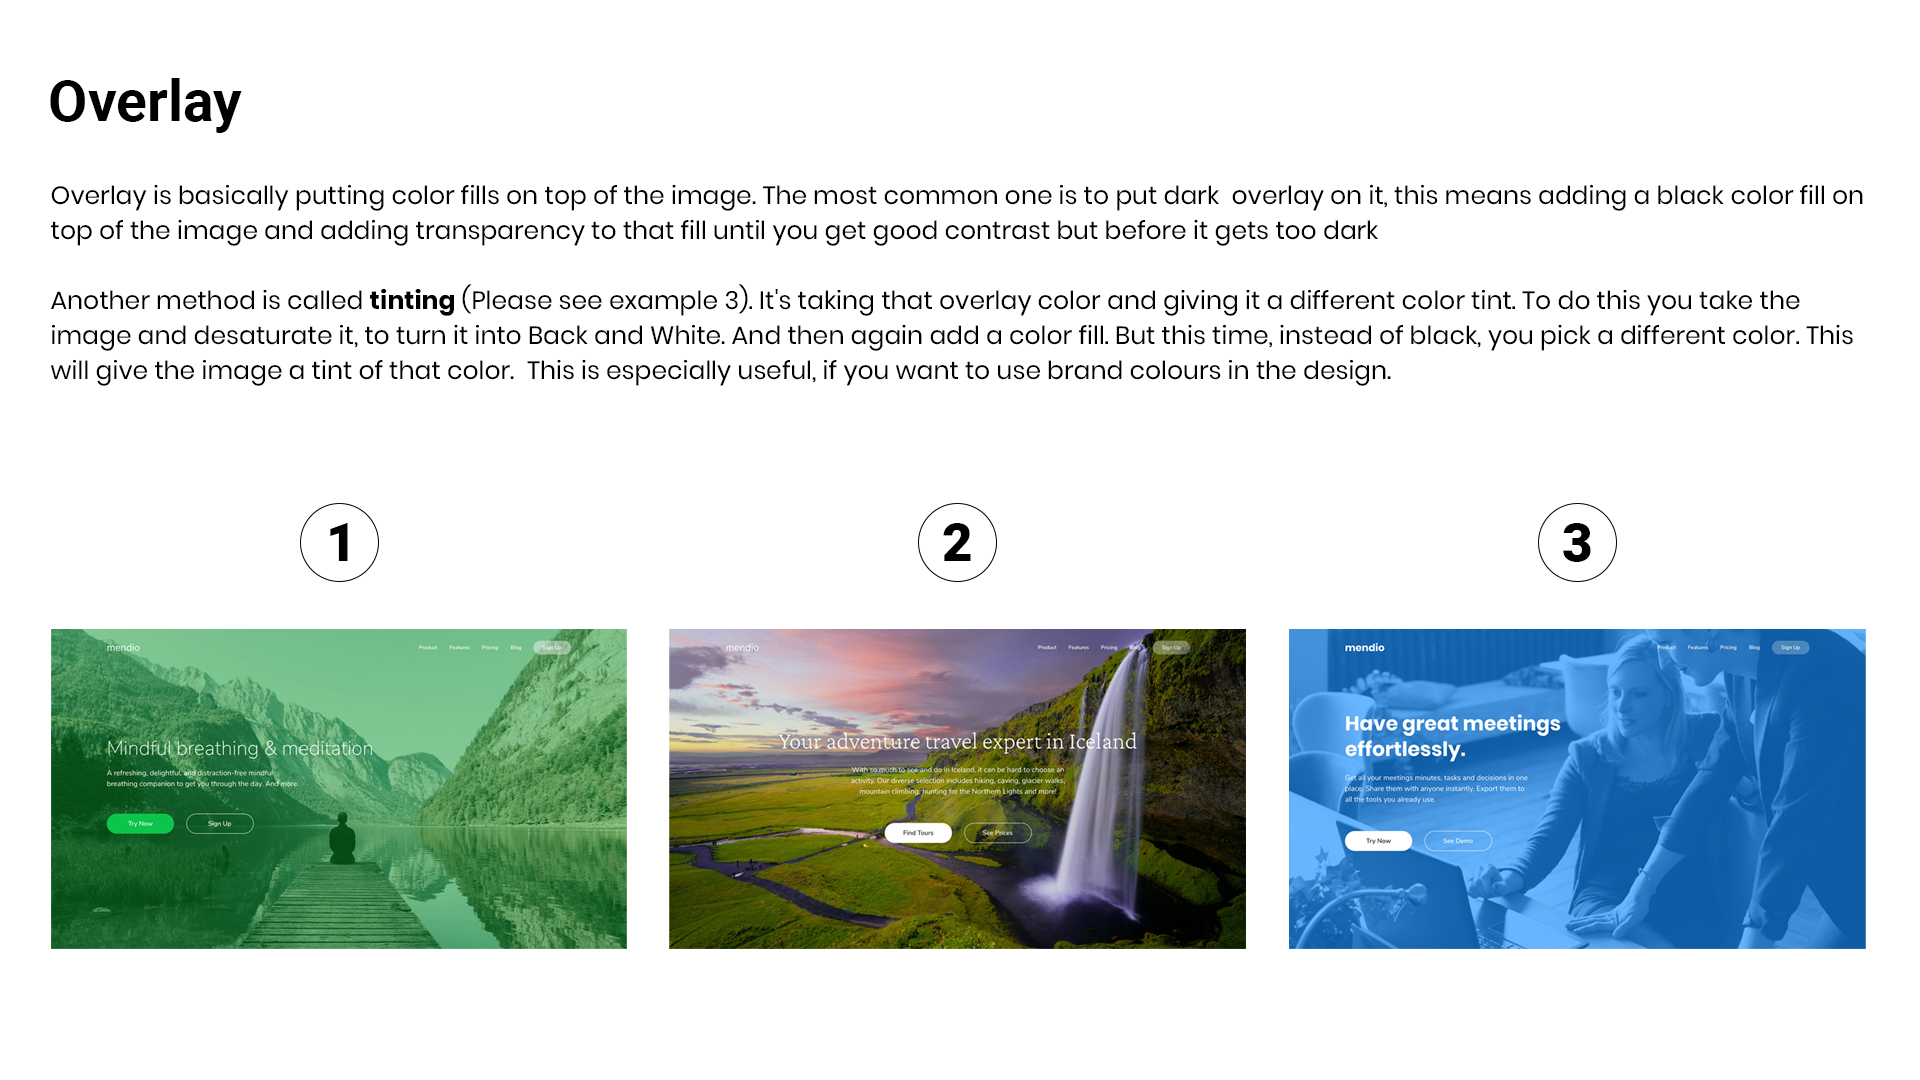 Overlay
Overlay is basically putting color fills on top of the image. The most common one is to put dark  overlay on it, this means adding a black color fill on
top of the image and adding transparency to that fill until you get good contrast but before it gets too dark
Another method is called tinting (Please see example 3). It's taking that overlay color and giving it a different color tint. To do this you take the
image and desaturate it, to turn it into Back and White. And then again add a color fill. But this time, instead of black, you pick a different color. This
will give the image a tint of that color.  This is especially useful, if you want to use brand colours in the design.
1
2
3
mendio
Product Features Pricing Blog Sign Up
Mindful breathing & meditation
A refreshing, delightful, and distraction-free mindful
breathing companion to get you through the day. And more.
Try Now Sign Up
mendio
Product Features Pricing Blog Sign Up
Your adventure travel expert in Iceland
With so much to see and do in Iceland, it can be hard to choose an
activity. Our diverse selection includes hiking, caving, glacier walks,
mountain climbing, hunting for the Northern Lights and more!
Find Tours See Prices
mendio
Product Features Pricing Blog Sign Up
Have great meetings
effortlessly.
Get all your meetings minutes, tasks and decisions in one
place. Share them with anyone instantly. Export them to
all the tools you already use.
Try Now See Demo